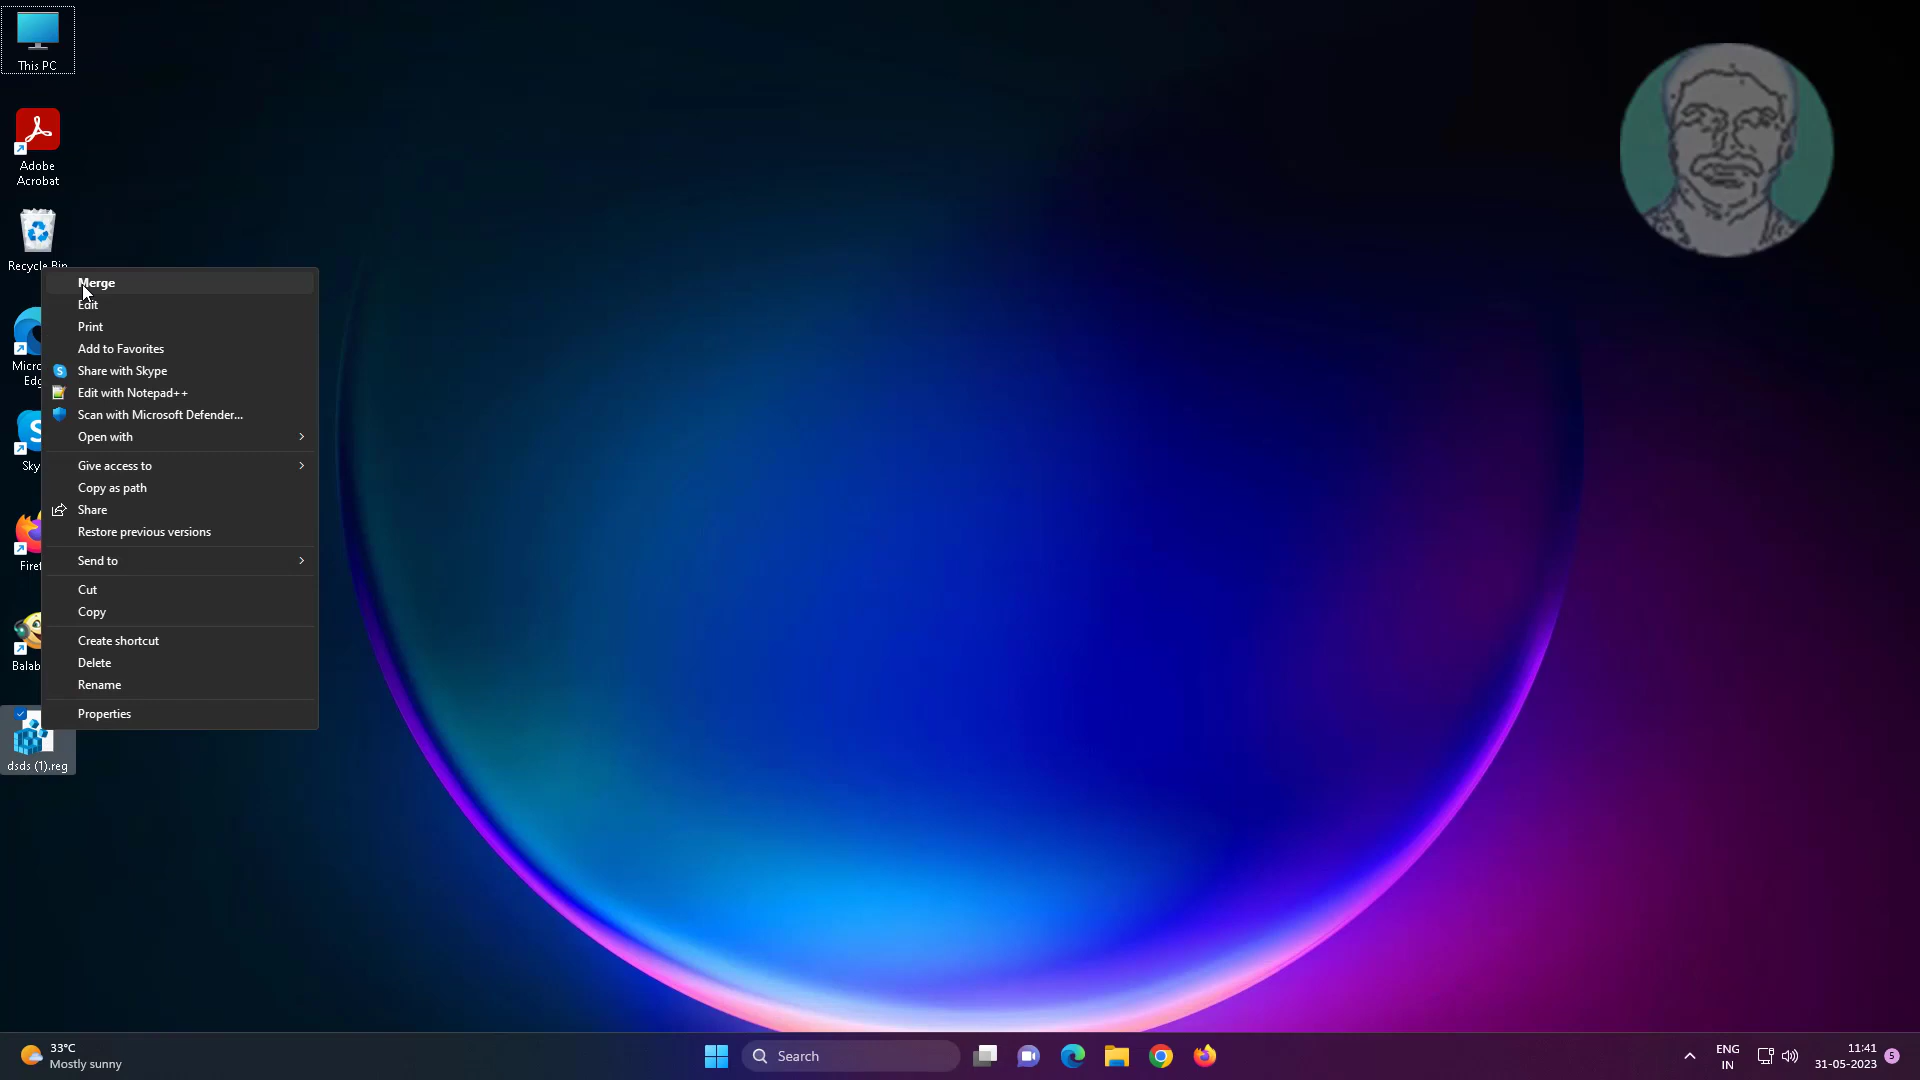 This PC
Adobe
Acrobat
Recycle Bin
Merge
Edit
Print
Add to Favorites
Share with Skype
Edit with Notepad++
Scan with Microsoft Defender...
Open with
Give access to
Copy as path
Share
Restore previous versions
Send to
Cut
Copy
Create shortcut
Delete
Rename
Properties
Micro
Edg
S
Sky
Firef
Balab
dsds (1).reg
33°C
Mostly sunny
Search
ENG
IN
11:41
31-05-2023
5